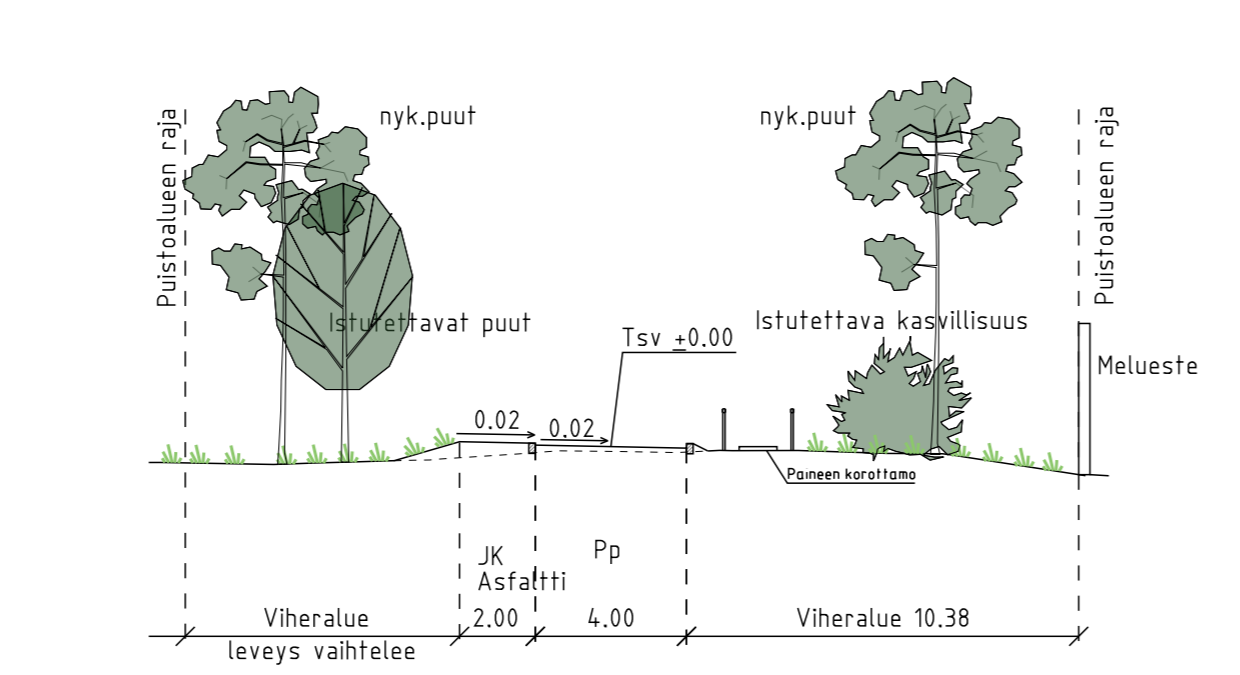 Puistoalueen raja
nyk.puut
nyk.puut
Puistoalueen raja
Istutettavat puut
Tsv ±0.00
Istutettava kasvillisuus
Melueste
0.02
0.02
Paineen korottamo
JK
Asfaltti
Pp
Viheralue
leveys vaihtelee
2.00
4.00
Viheralue 10.38